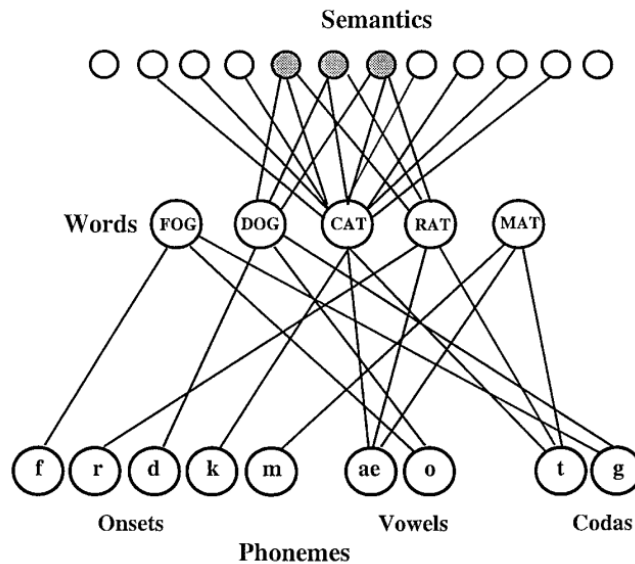 Semantics
Words FOG DOG CAT RAT MAT
f r d k m ae o t g
Onsets Vowels Codas
Phonemes